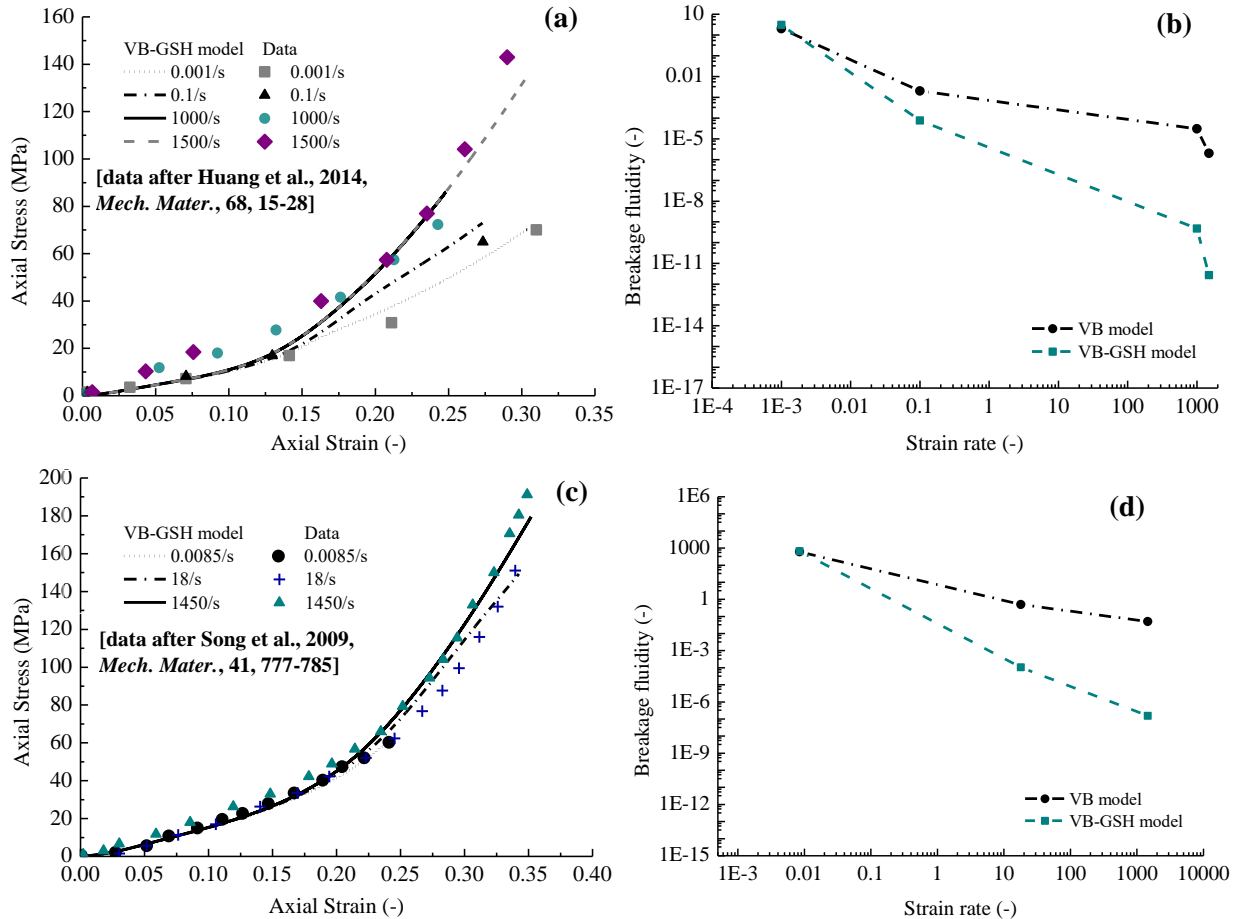 (a)
VB-GSH model Data
0.001/s 0.001/s
0.1/s 0.1/s
1000/s 1000/s
1500/s 1500/s
[data after Huang et al., 2014,
Mech. Mater., 68, 15-28]
Axial Stress (MPa)
160
140
120
100
80
60
40
20
0
0.00 0.05 0.10 0.15 0.20 0.25 0.30 0.35
Axial Strain (-)
(b)
Breakage fluidity (-)
10
0.01
1E-5
1E-8
1E-11
1E-14
1E-17
VB model
VB-GSH model
1E-4 1E-3 0.01 0.1 1 10 100 1000
Strain rate (-)
(c)
VB-GSH model Data
0.0085/s 0.0085/s
18/s 18/s
1450/s 1450/s
[data after Song et al., 2009,
Mech. Mater., 41, 777-785]
Axial Stress (MPa)
200
180
160
140
120
100
80
60
40
20
0
0.00 0.05 0.10 0.15 0.20 0.25 0.30 0.35 0.40
Axial Strain (-)
(d)
Breakage fluidity (-)
1E6
1000
1
1E-3
1E-6
1E-9
1E-12
1E-15
VB model
VB-GSH model
1E-3 0.01 0.1 1 10 100 1000 10000
Strain rate (-)